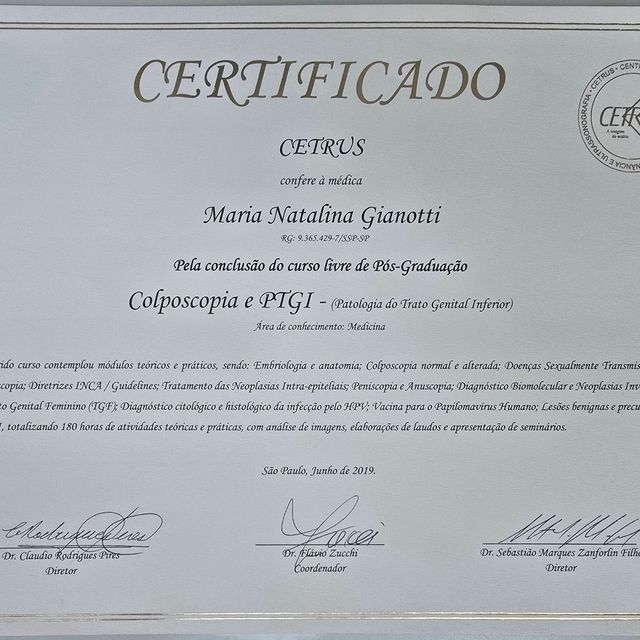 CERTIFICADO
CETRUS
confere à médica
Maria Natalina Gianotti
RG: 9.365.429-7/SSP-SP
Pela conclusão do curso livre de Pós-Graduação
Colposcopia e PTGI - (Patologia do Trato Genital Inferior)
Área de conhecimento: Medicina
ido curso contemplou módulos teóricos e práticos, sendo: Embriologia e anatomia; Colposcopia normal e alterada; Doenças Sexualmente Transmis
copia; Diretrizes INCA / Guidelines; Tratamento das Neoplasias Intra-epiteliais; Peniscopia e Anuscopia; Diagnóstico Biomolecular e Neoplasias Inv
to Genital Feminino (TGF); Diagnóstico citológico e histológico da infecção pelo HPV; Vacina para o Papilomavírus Humano; Lesões benignas e precu
I, totalizando 180 horas de atividades teóricas e práticas, com análise de imagens, elaborações de laudos e apresentação de seminários.
São Paulo, Junho de 2019.
Dr. Claudio Rodrigues Pires
Diretor
Dr. Flávio Zucchi
Coordenador
Dr. Sebastião Marques Zanforlin Filh
Diretor